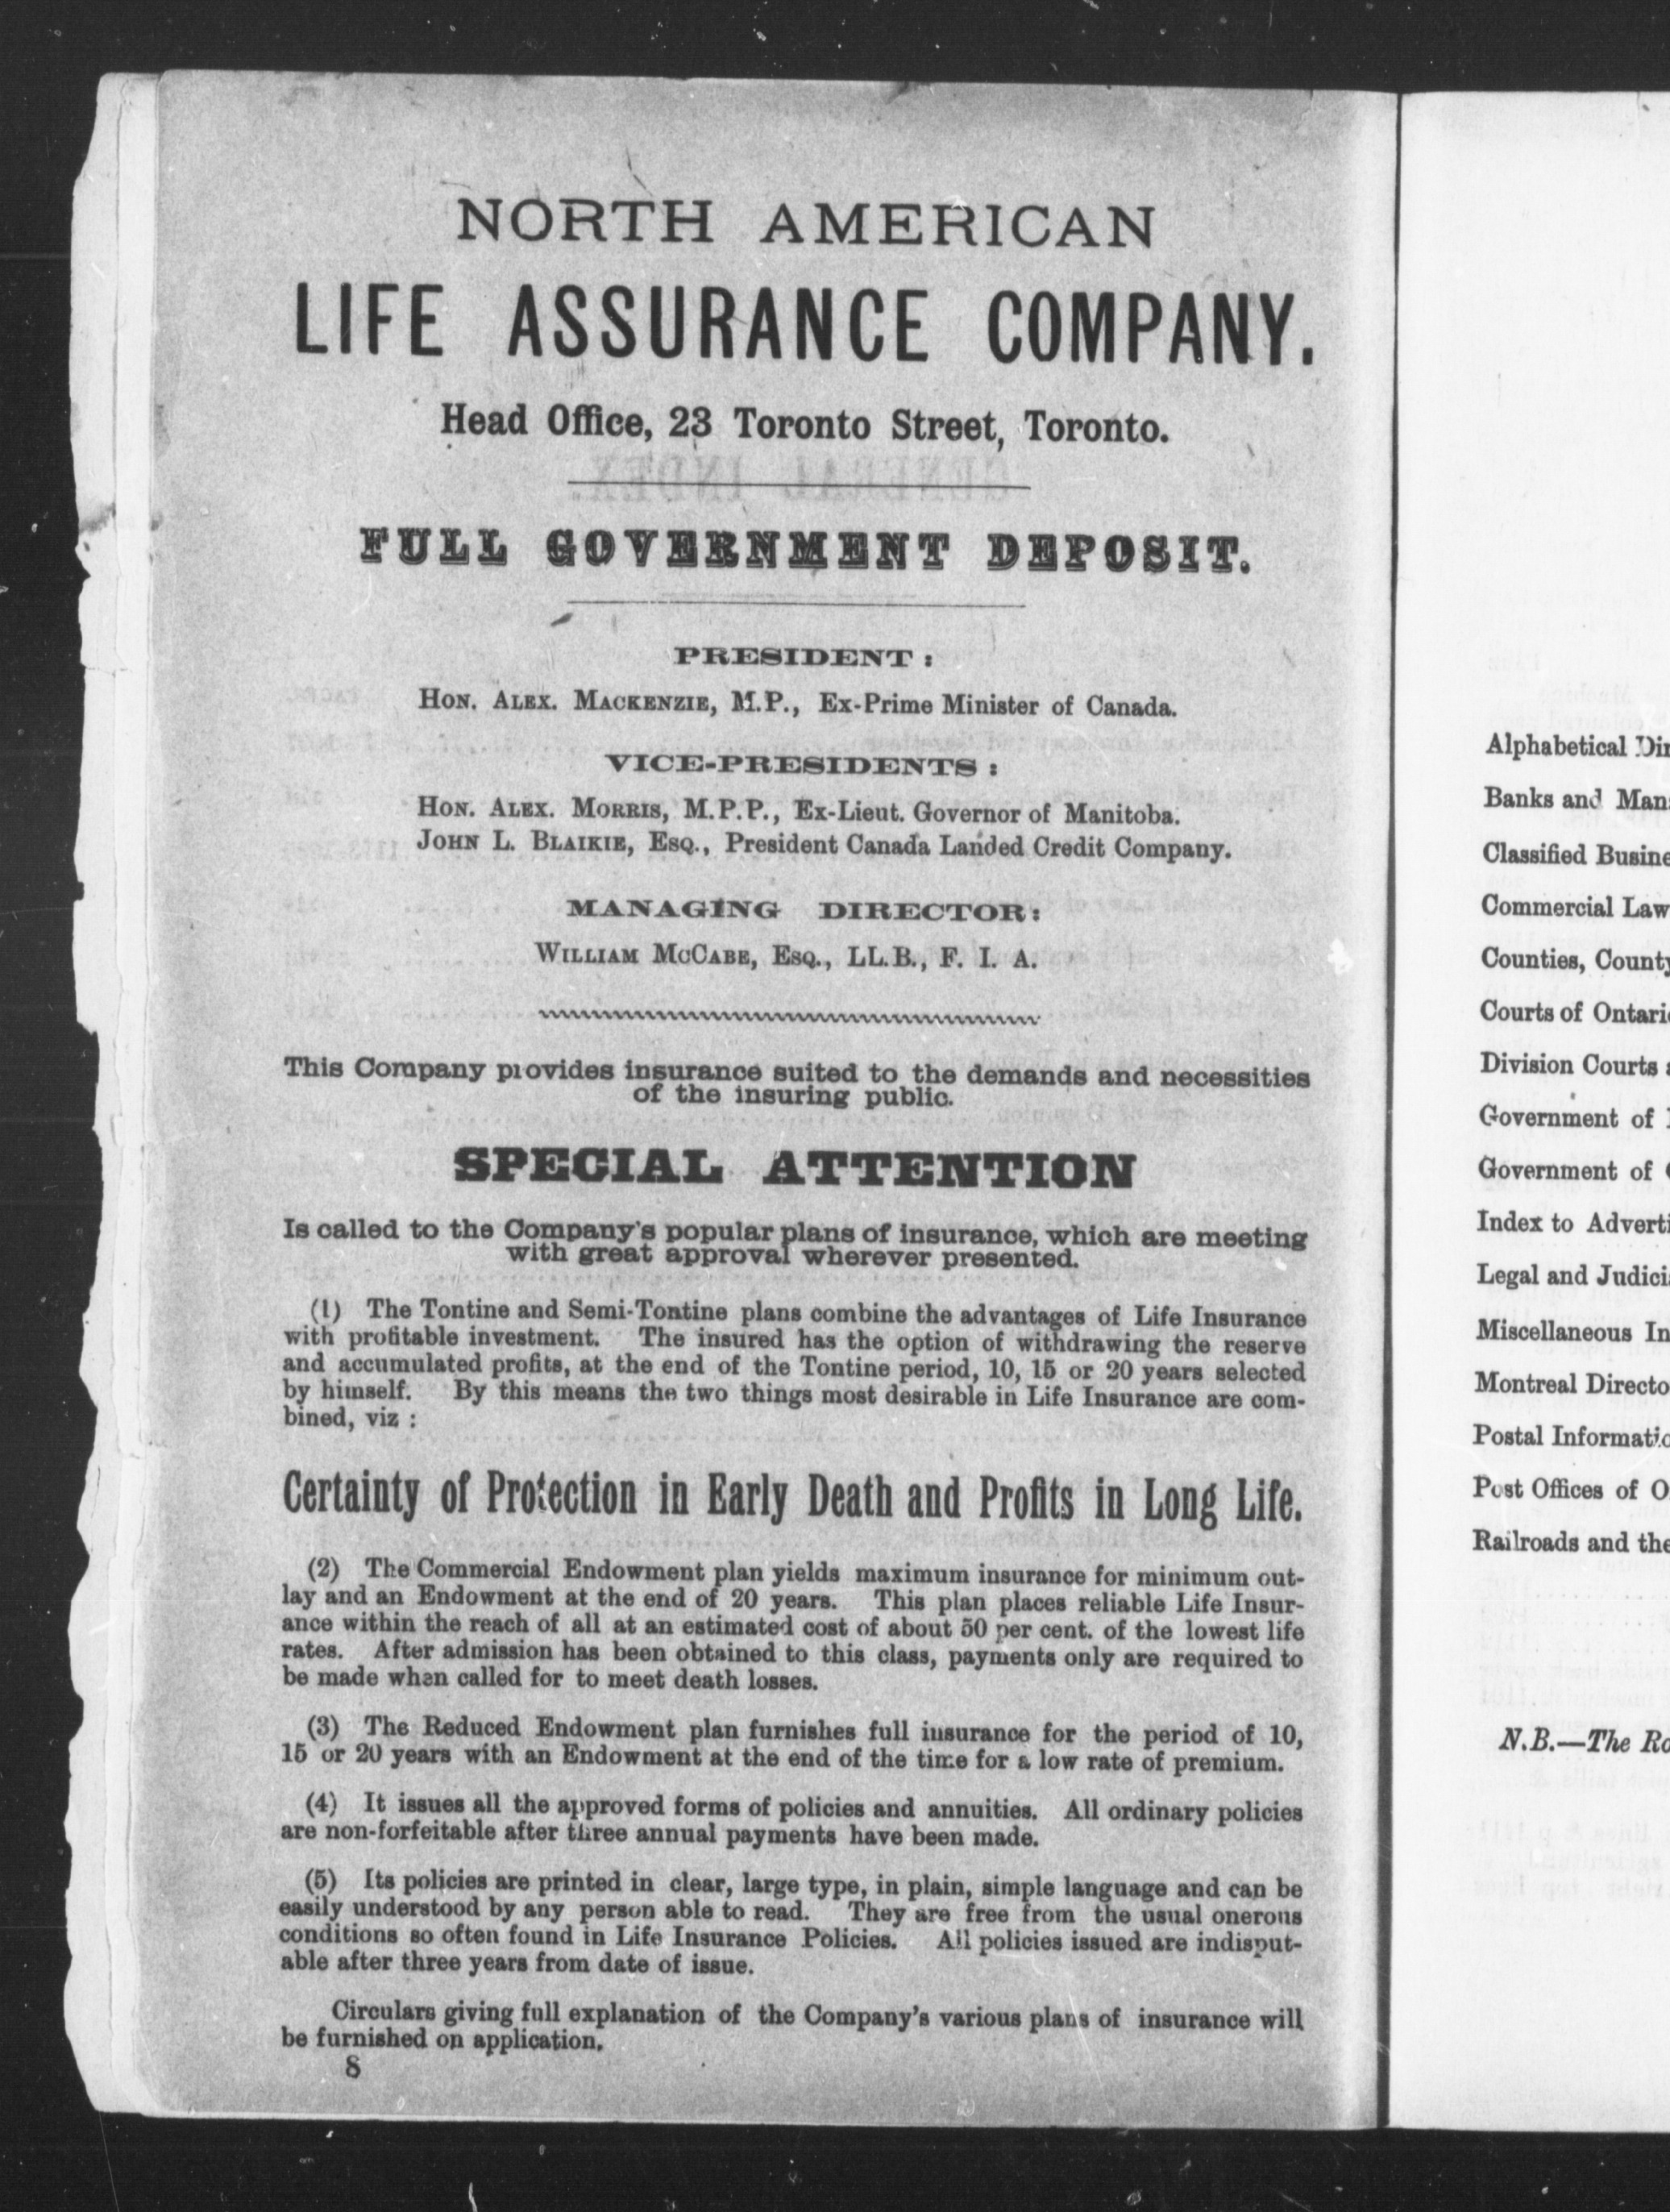 NORTH AMERICAN
LIFE ASSURANCE COMPANY.
Head Office, 23 Toronto Street, Toronto.
FULL GOVERNMENT DEPOSIT.
PRESIDENT:
HON. ALEX. MACKENZIE, M.P., Ex-Prime Minister of Canada.
VICE-PRESIDENTS:
HON. ALEX. MORRIS, M.P.P., Ex-Lieut. Governor of Manitoba.
JOHN L. BLAIKIE, ESQ., President Canada Landed Credit Company.
MANAGING DIRECTOR:
WILLIAM MCCABE, ESQ., LL.B., F. I. A.
This Company provides insurance suited to the demands and necessities
of the insuring public.
SPECIAL ATTENTION
Is called to the Company's popular plans of insurance, which are meeting
with great approval wherever presented.
(1) The Tontine and Semi-Tontine plans combine the advantages of Life Insurance
with profitable investment. The insured has the option of withdrawing the reserve
and accumulated profits, at the end of the Tontine period, 10, 15 or 20 years selected
by himself. By this means the two things most desirable in Life Insurance are com-
bined, viz :
Certainty of Protection in Early Death and Profits in Long Life.
(2) The Commercial Endowment plan yields maximum insurance for minimum out-
lay and an Endowment at the end of 20 years. This plan places reliable Life Insur-
ance within the reach of all at an estimated cost of about 50 per cent. of the lowest life
rates. After admission has been obtained to this class, payments only are required to
be made when called for to meet death losses.
(3) The Reduced Endowment plan furnishes full insurance for the period of 10,
15 or 20 years with an Endowment at the end of the time for a low rate of premium.
(4) It issues all the approved forms of policies and annuities. All ordinary policies
are non-forfeitable after three annual payments have been made.
(5) Its policies are printed in clear, large type, in plain, simple language and can be
easily understood by any person able to read. They are free from the usual onerous
conditions so often found in Life Insurance Policies. All policies issued are indisput-
able after three years from date of issue.
Circulars giving full explanation of the Company's various plans of insurance will
be furnished on application.
8
Alphabetical Dir
Banks and Man
Classified Busine
Commercial Law
Counties, County
Courts of Ontari
Division Courts
Government of
Government of
Index to Adverti
Legal and Judici
Miscellaneous In
Montreal Directo
Postal Informatio
Post Offices of O
Railroads and the
N.B.—The Ro